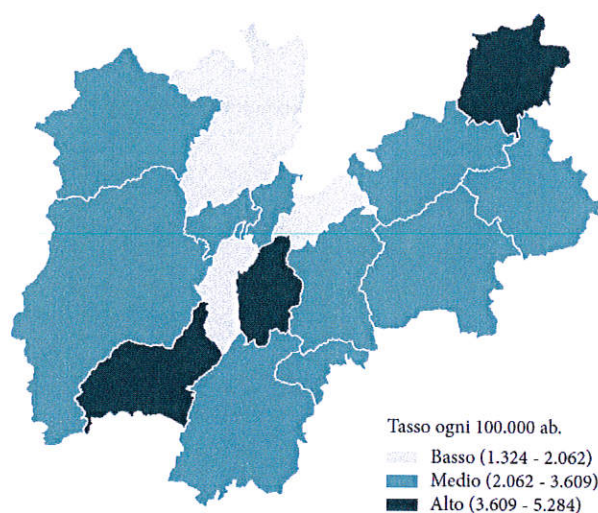 Tasso ogni 100.000 ab.
Basso (1.324 - 2.062)
Medio (2.062 - 3.609)
Alto (3.609 - 5.284)